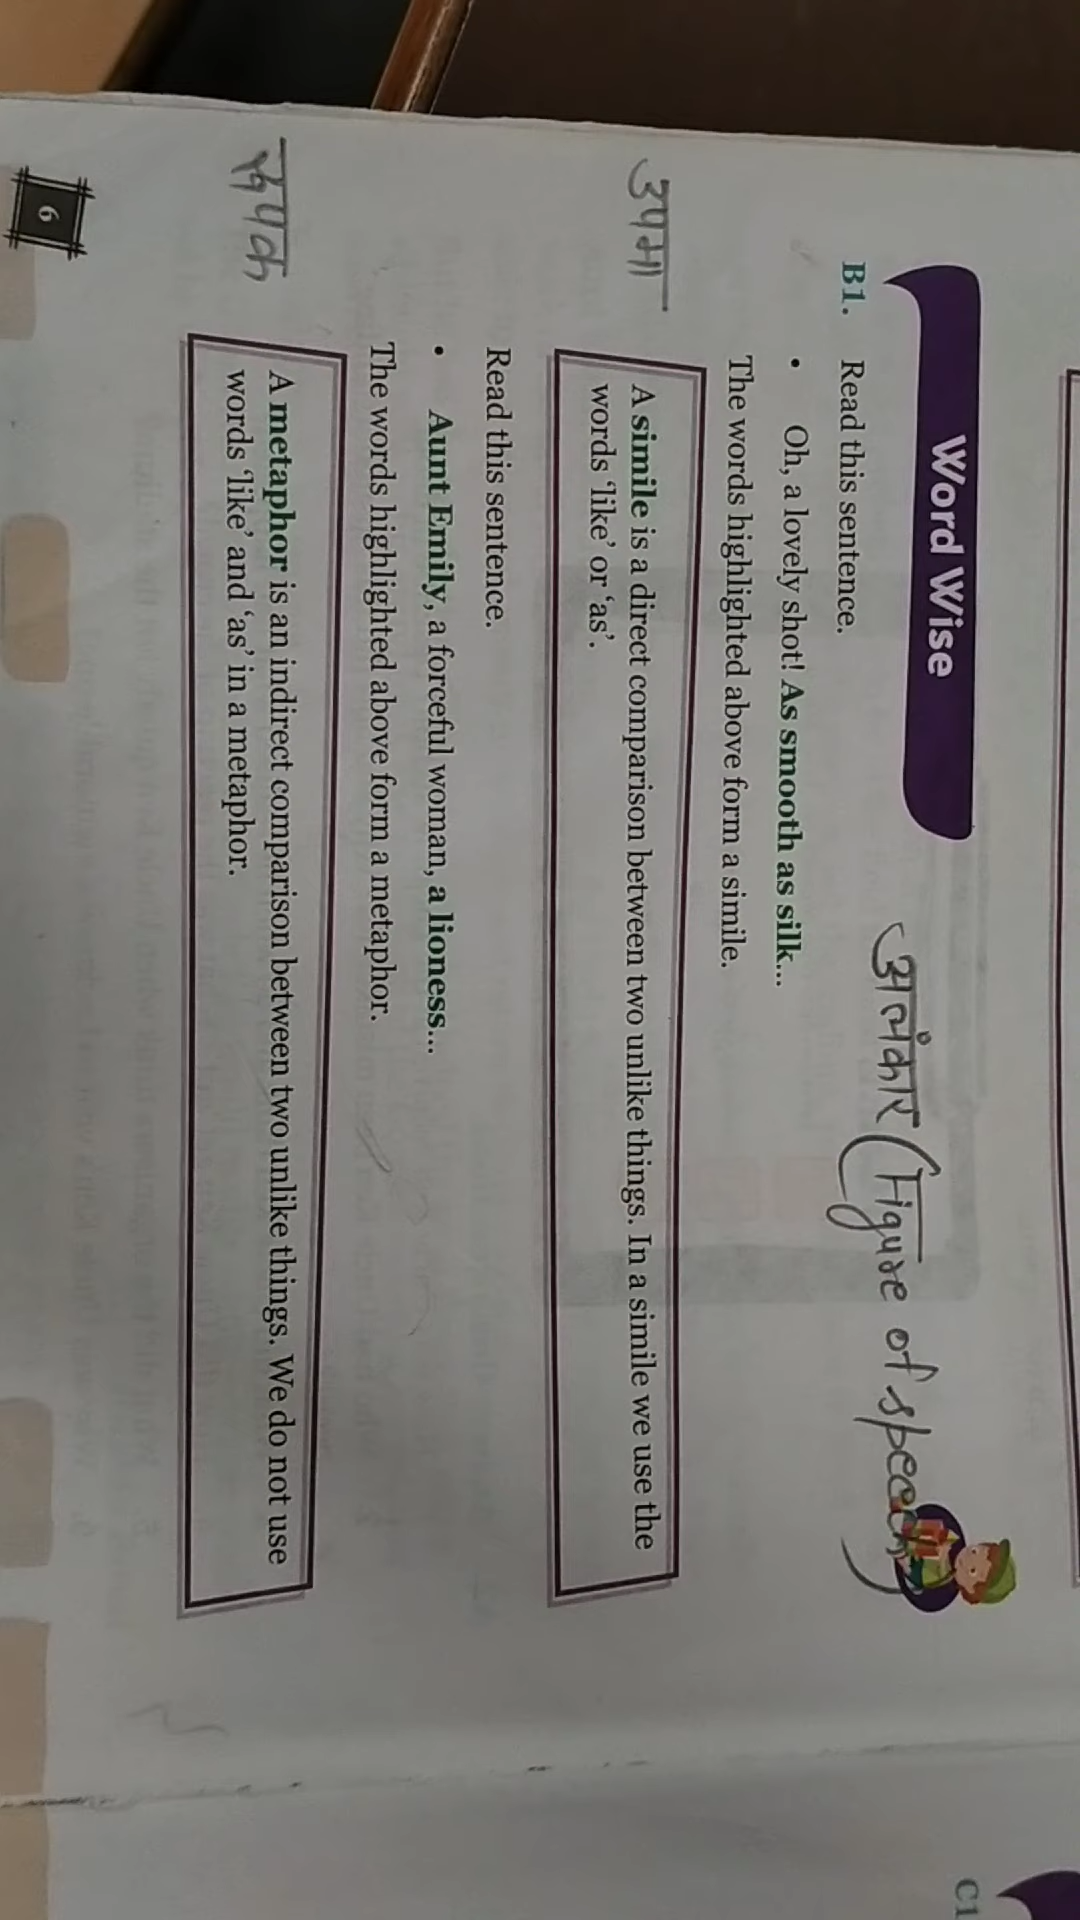 Word Wise
अलंकार (Figure of speech)
B1. Read this sentence.
• Oh, a lovely shot! As smooth as silk...
The words highlighted above form a simile.
उपमा
A simile is a direct comparison between two unlike things. In a simile we use the
words ‘like’ or ‘as’.
Read this sentence.
• Aunt Emily, a forceful woman, a lioness...
The words highlighted above form a metaphor.
रूपक
A metaphor is an indirect comparison between two unlike things. We do not use
words ‘like’ and ‘as’ in a metaphor.
6
C1